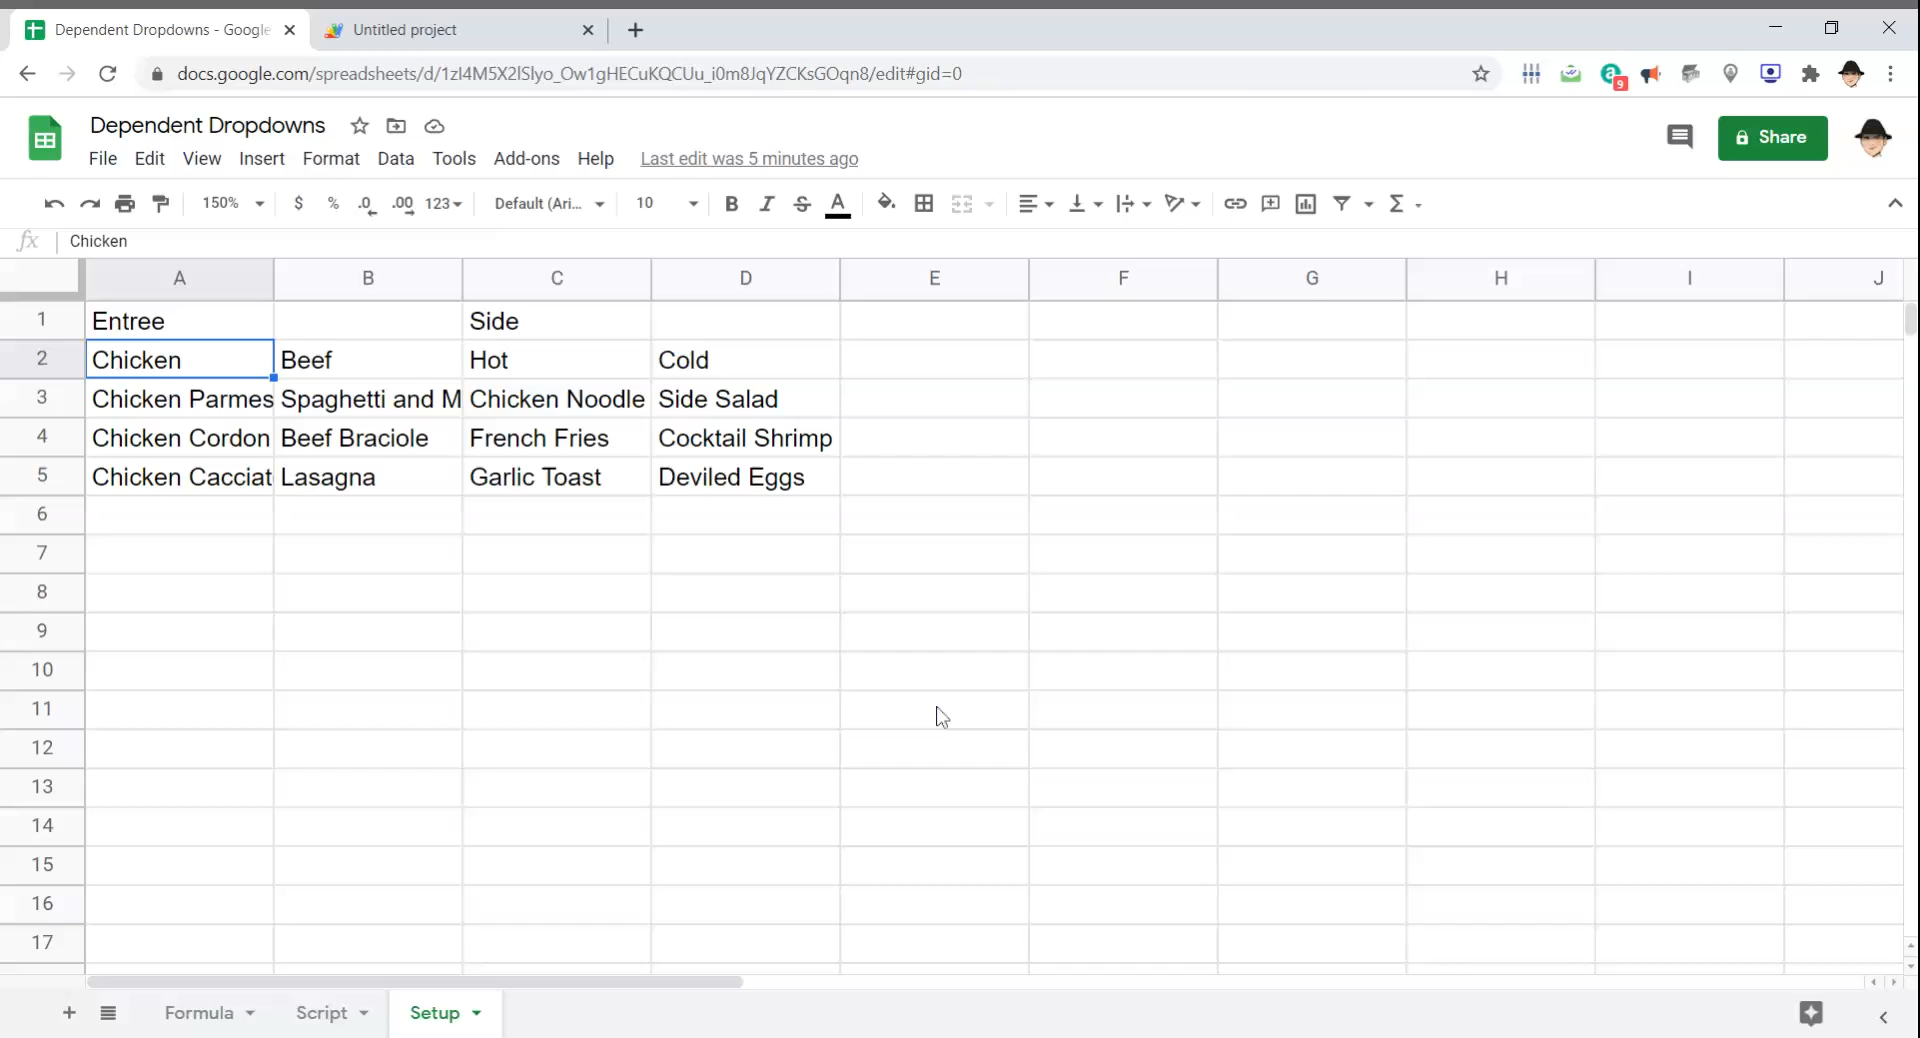 Dependent Dropdowns - Google
Untitled project
docs.google.com/spreadsheets/d/1zI4M5X2lSlyo_Ow1gHECuKQCUu_i0m8JqYZCKsGOqn8/edit#gid=0
9
Dependent Dropdowns
Share
File Edit View Insert Format Data Tools Add-ons Help Last edit was 5 minutes ago
150% $ % .0 .00 123 Default (Ari... 10 B I S A Σ
fx Chicken
A B C D E F G H I J
1 Entree Side
2 Chicken Beef Hot Cold
3 Chicken Parmes Spaghetti and M Chicken Noodle Side Salad
4 Chicken Cordon Beef Braciole French Fries Cocktail Shrimp
5 Chicken Cacciat Lasagna Garlic Toast Deviled Eggs
6
7
8
9
10
11
12
13
14
15
16
17
Formula Script Setup